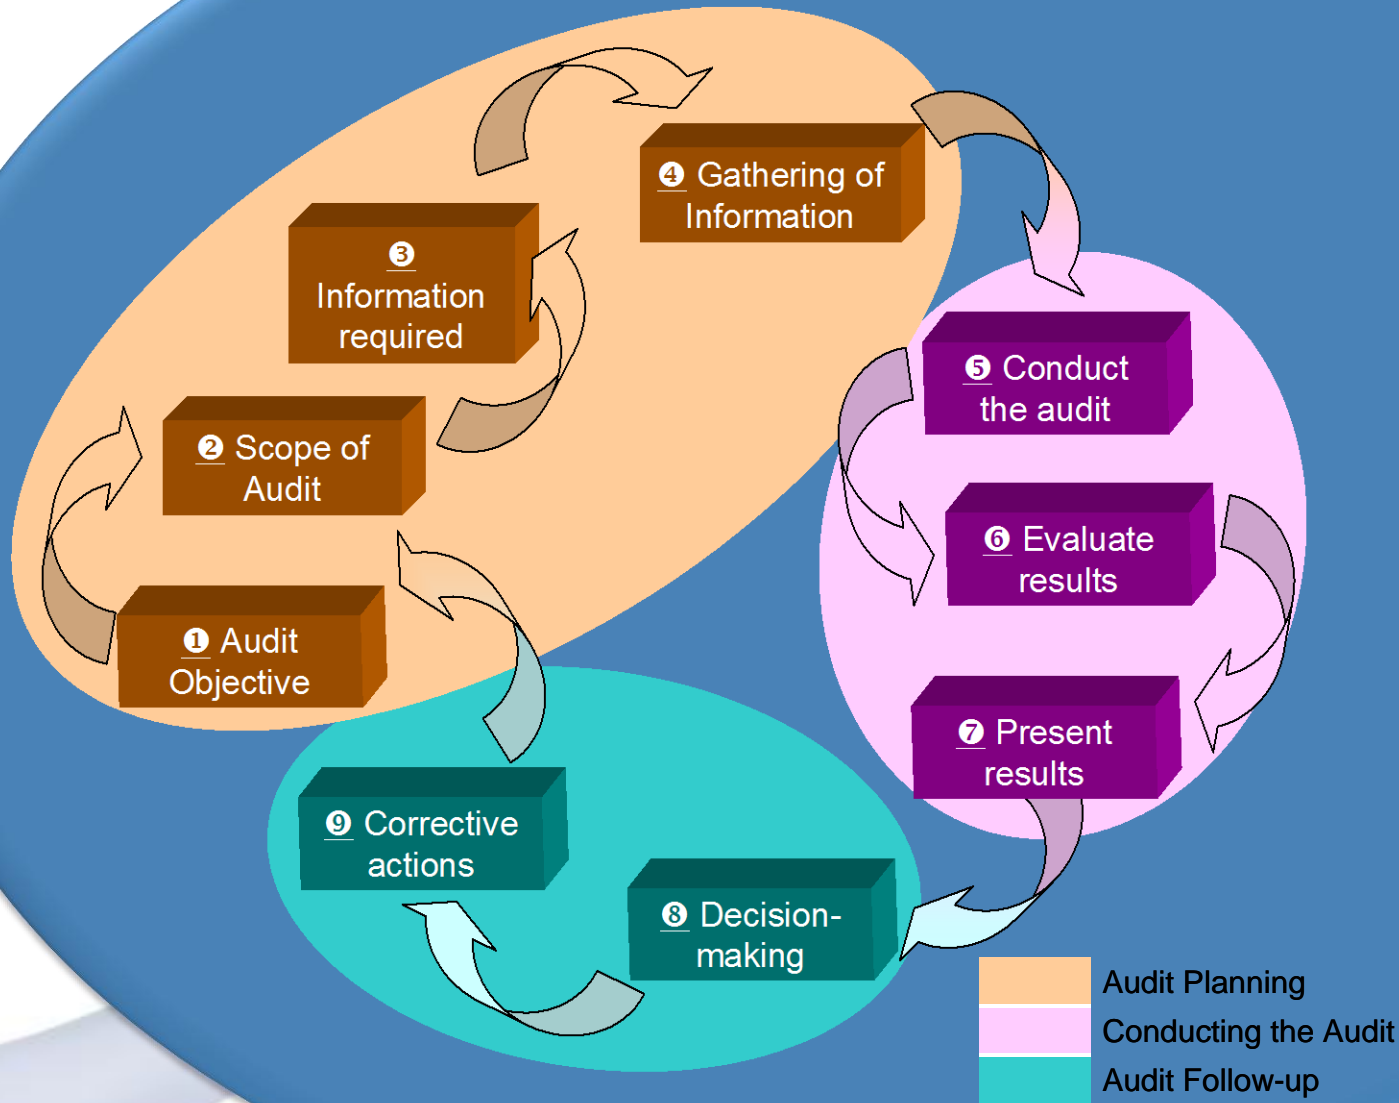 ❶ Audit
Objective
❷ Scope of
Audit
❸
Information
required
❹ Gathering of
Information
❺ Conduct
the audit
❻ Evaluate
results
❼ Present
results
❽ Decision-
making
❾ Corrective
actions
Audit Planning
Conducting the Audit
Audit Follow-up